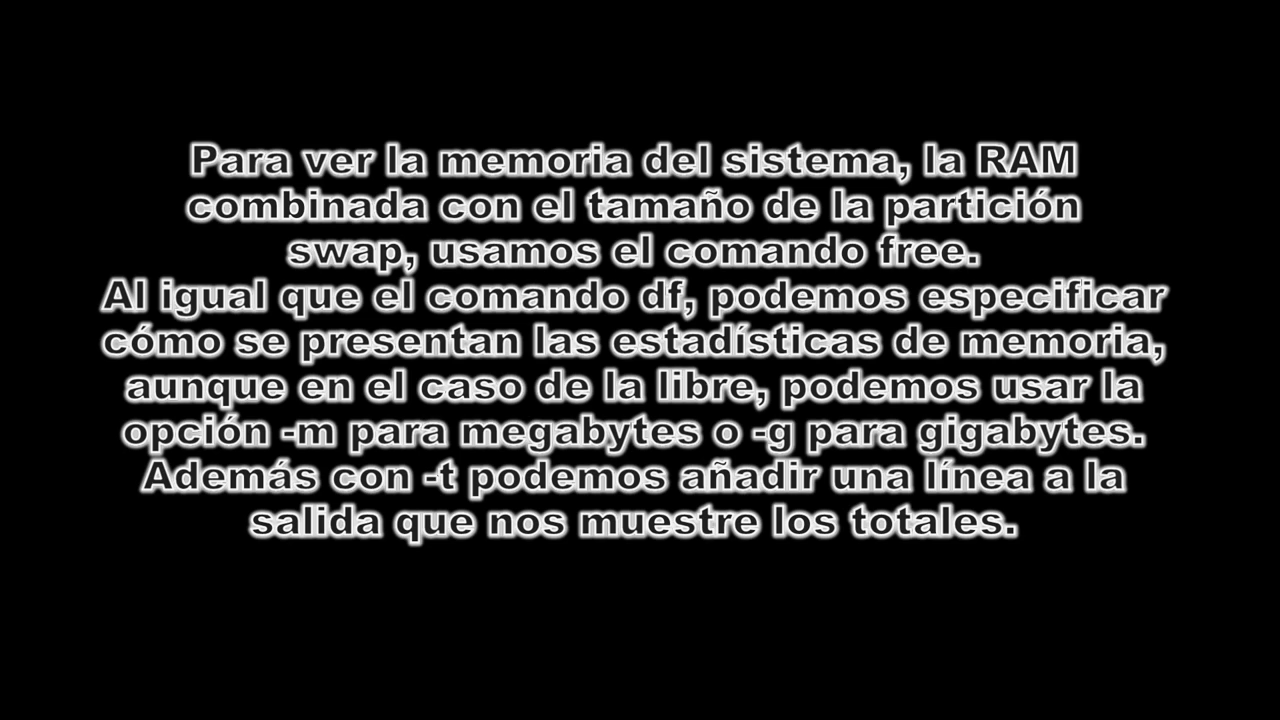 Para ver la memoria del sistema, la RAM
combinada con el tamaño de la partición
swap, usamos el comando free.
Al igual que el comando df, podemos especificar
cómo se presentan las estadísticas de memoria,
aunque en el caso de la libre, podemos usar la
opción -m para megabytes o -g para gigabytes.
Además con -t podemos añadir una línea a la
salida que nos muestre los totales.